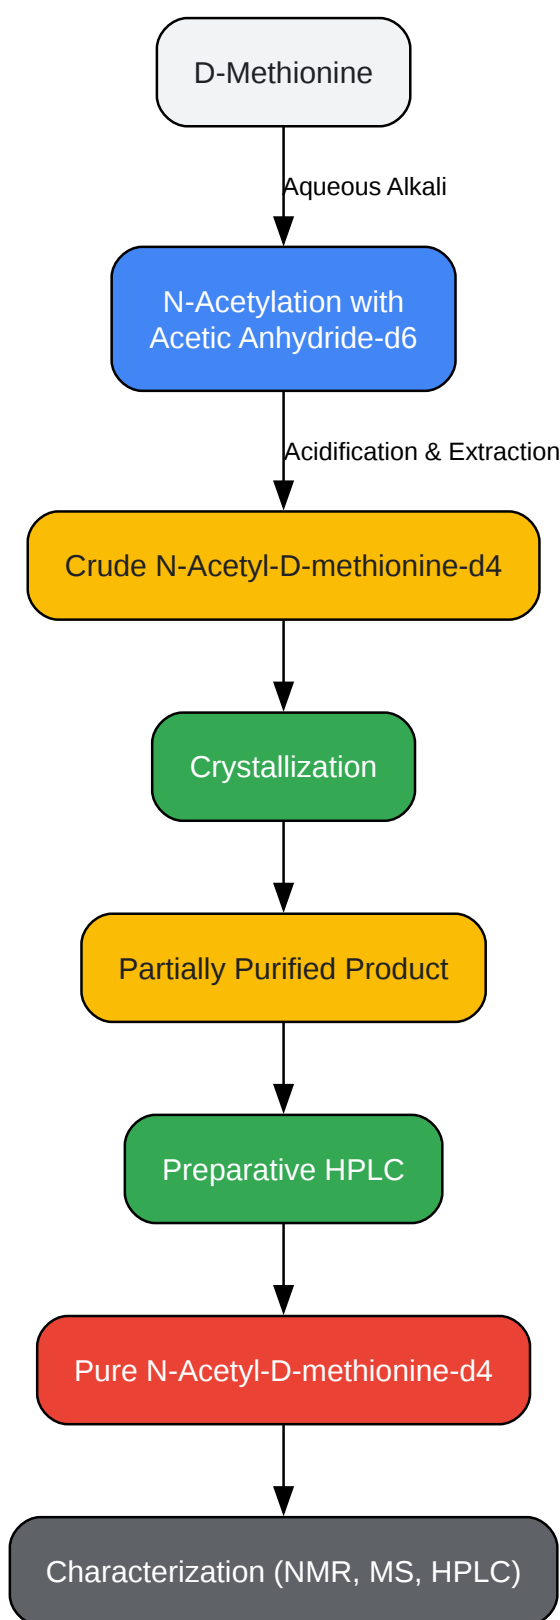 D-Methionine
Aqueous Alkali
N-Acetylation with
Acetic Anhydride-d6
Acidification & Extraction
Crude N-Acetyl-D-methionine-d4
Crystallization
Partially Purified Product
Preparative HPLC
Pure N-Acetyl-D-methionine-d4
Characterization (NMR, MS, HPLC)